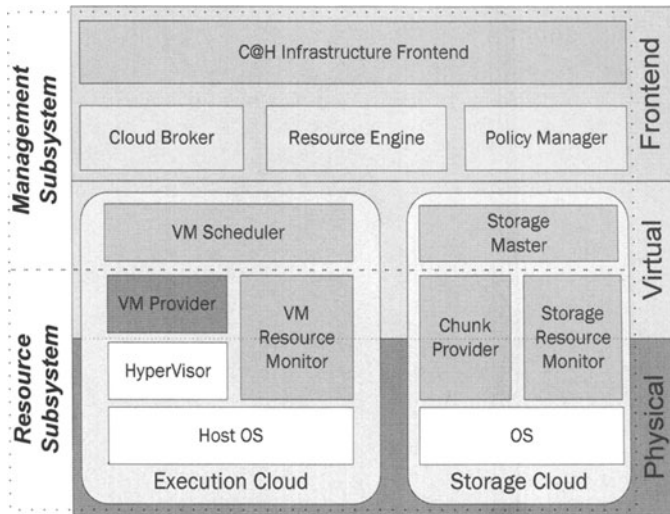 Management
Subsystem
C@H Infrastructure Frontend
Cloud Broker
Resource Engine
Policy Manager
Frontend
VM Scheduler
Storage
Master
Virtual
Resource
Subsystem
VM Provider
HyperVisor
VM
Resource
Monitor
Host OS
Execution Cloud
Chunk
Provider
Storage
Resource
Monitor
OS
Storage Cloud
Physical